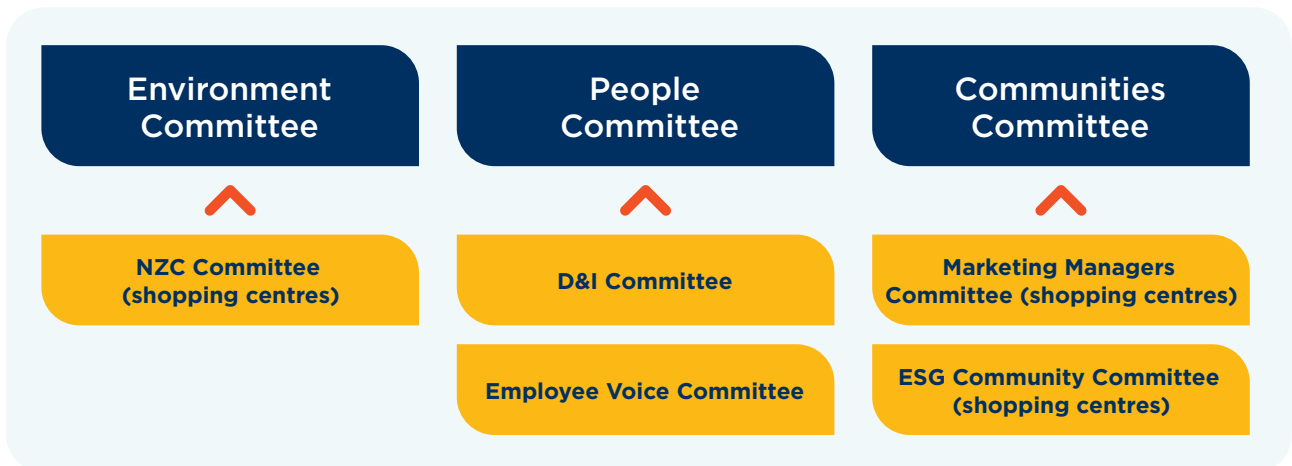 Environment
Committee
People
Committee
Communities
Committee
NZC Committee
(shopping centres)
D&I Committee
Marketing Managers
Committee (shopping centres)
Employee Voice Committee
ESG Community Committee
(shopping centres)